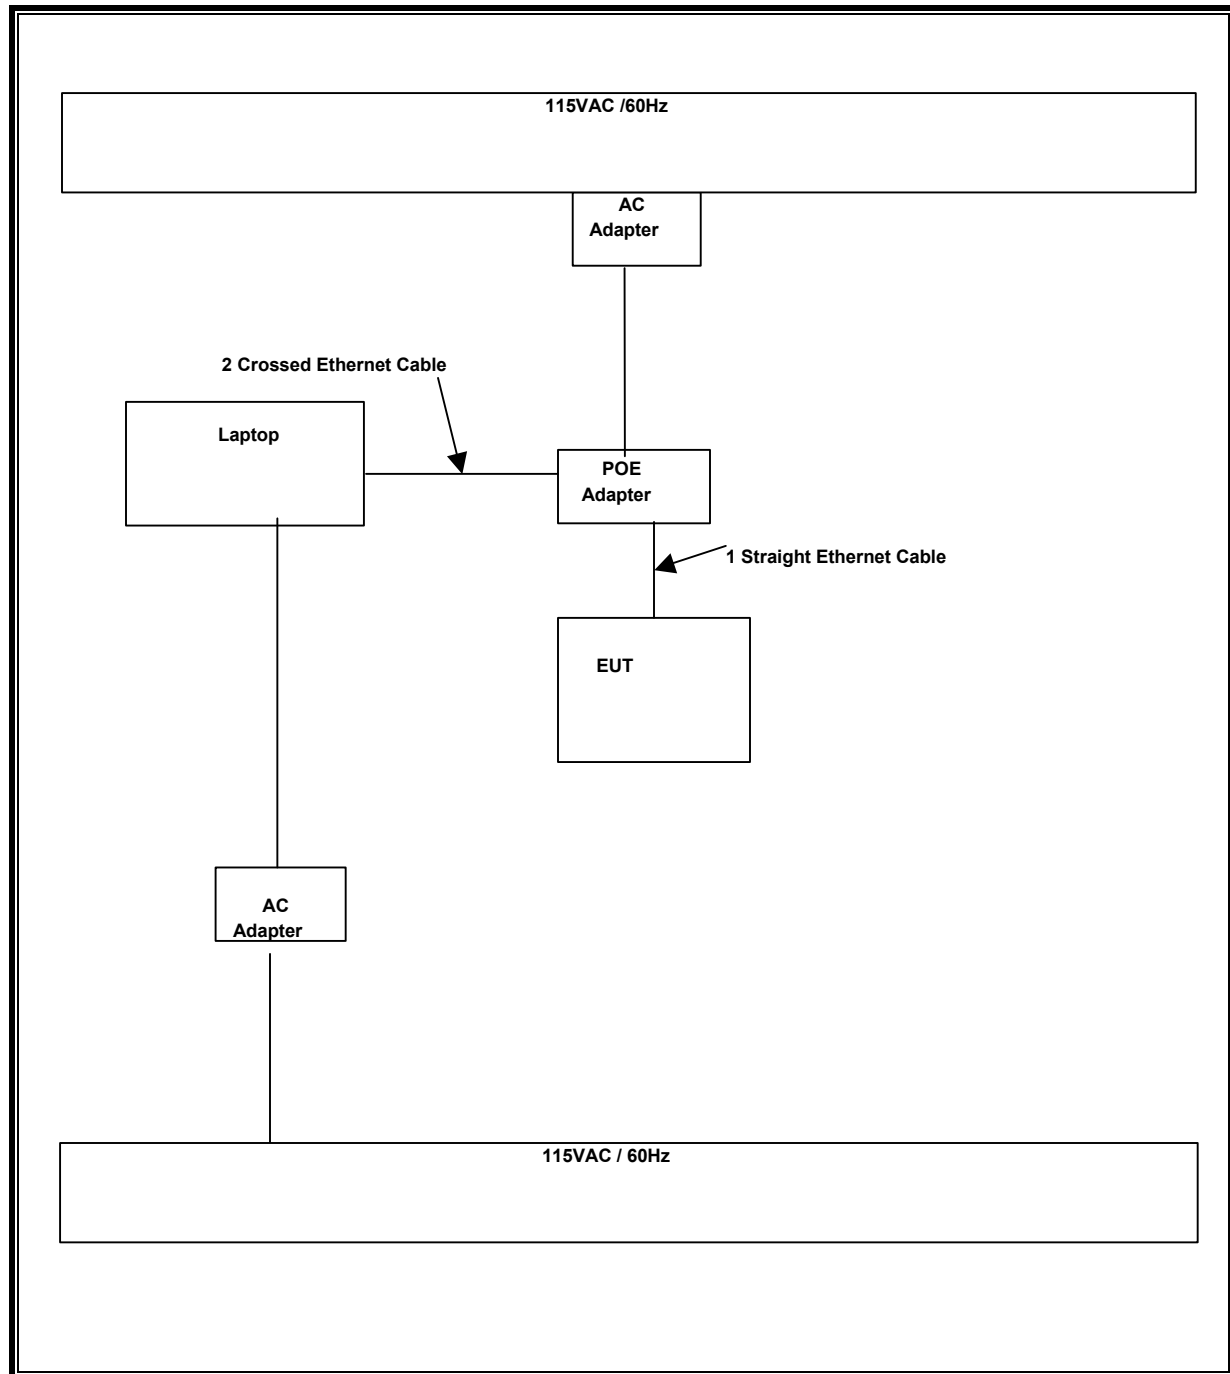 115VAC /60Hz
AC
Adapter
2 Crossed Ethernet Cable
Laptop
POE
Adapter
1 Straight Ethernet Cable
EUT
AC
Adapter
115VAC / 60Hz